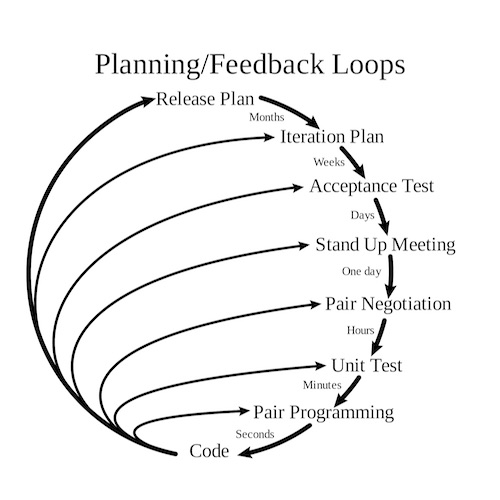 Planning/Feedback Loops
Release Plan
Months
Iteration Plan
Weeks
Acceptance Test
Days
Stand Up Meeting
One day
Pair Negotiation
Hours
Unit Test
Minutes
Pair Programming
Seconds
Code